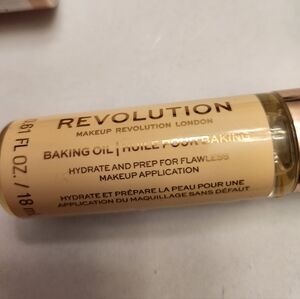 REVOLUTION
MAKEUP REVOLUTION LONDON
BAKING OIL | HUILE POUR BAKING
HYDRATE AND PREP FOR FLAWLESS
MAKEUP APPLICATION
HYDRATE ET PRÉPARE LA PEAU POUR UNE
APPLICATION DU MAQUILLAGE SANS DÉFAUT
.61 FL. OZ. / 18